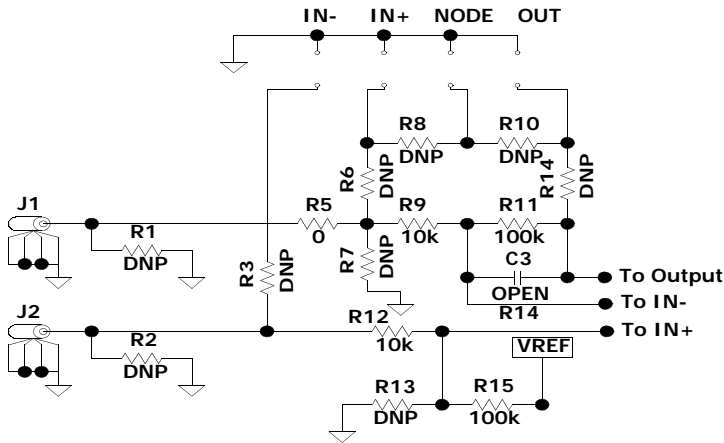 IN- IN+ NODE OUT
R8 R10
DNP DNP
R6 DNP R14 DNP
J1
R5 R9 R11
R1 0 10k 100k
DNP
R7 DNP
C3
R3 DNP
OPEN
To Output
To IN-
R14
J2
R12
To IN+
R2 10k
VREF
DNP
R13 R15
DNP 100k